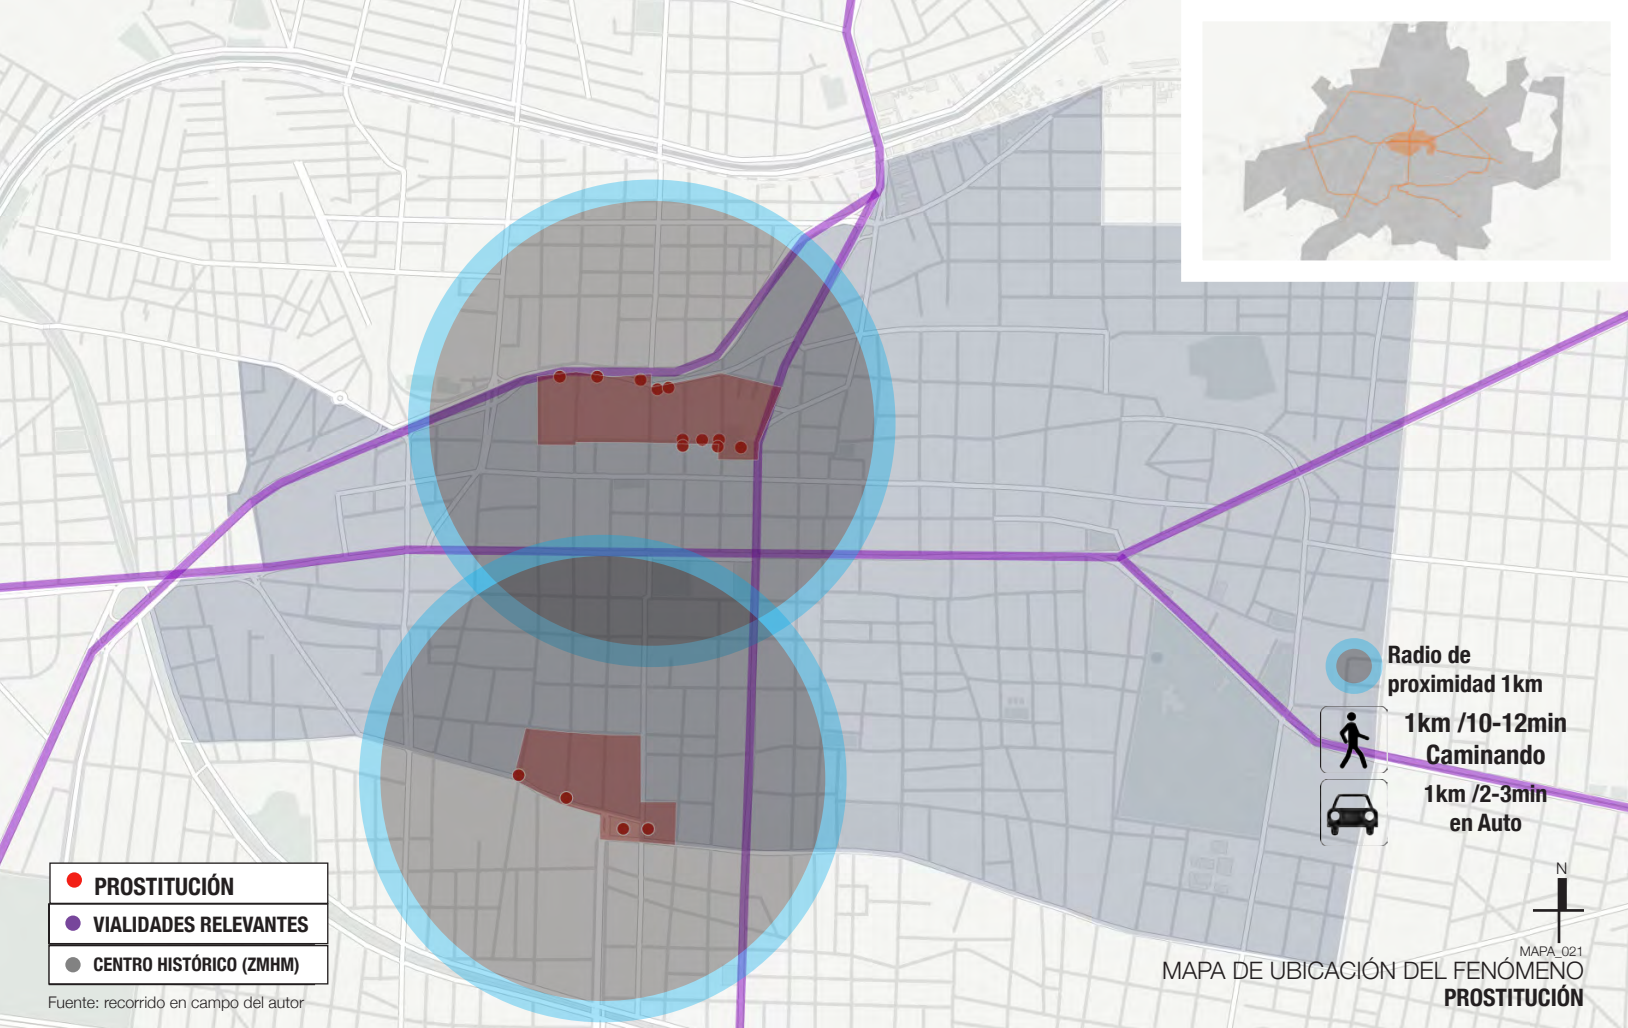 Radio de
proximidad 1km
1km /10-12min
Caminando
1km /2-3min
en Auto
PROSTITUCIÓN
VIALIDADES RELEVANTES
CENTRO HISTÓRICO (ZMHM)
Fuente: recorrido en campo del autor
N
MAPA_021
MAPA DE UBICACIÓN DEL FENÓMENO
PROSTITUCIÓN